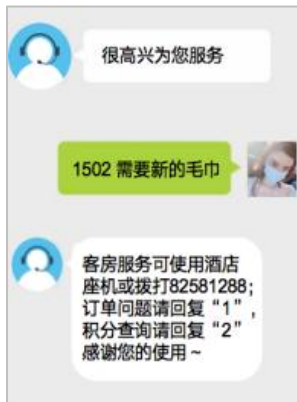 很高兴为您服务
1502 需要新的毛巾
客房服务可使用酒店
座机或拨打82581288；
订单问题请回复“1”，
积分查询请回复“2”
感谢您的使用～